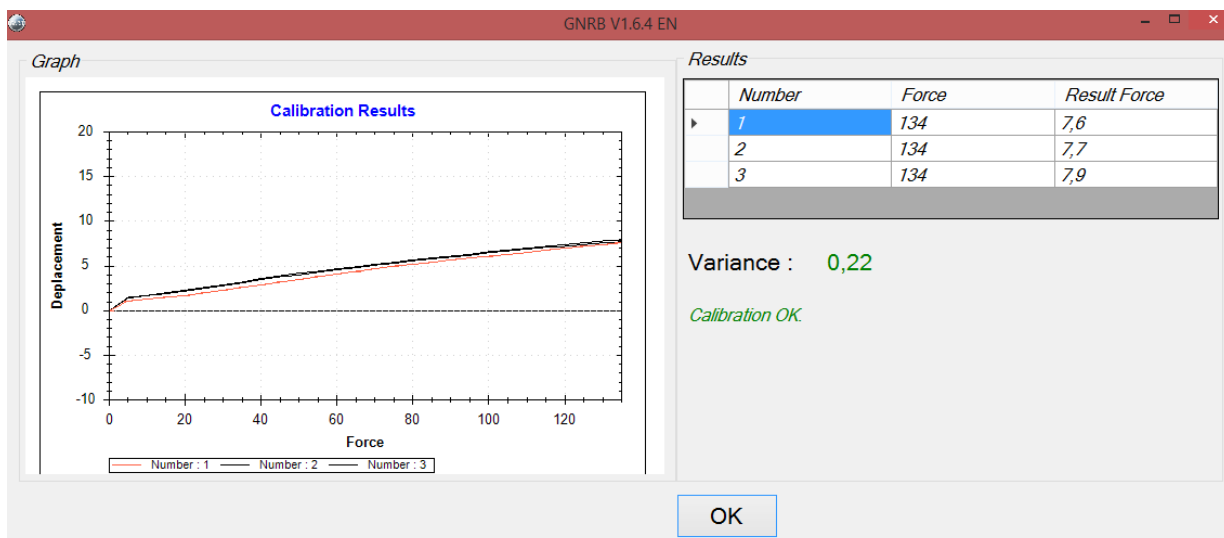 GNRB V1.6.4 EN
Graph
Calibration Results
Deplacement
20
15
10
5
0
-5
-10
0 20 40 60 80 100 120
Force
Number : 1 Number : 2 Number : 3
Results
Number Force Result Force
1 134 7,6
2 134 7,7
3 134 7,9
Variance : 0,22
Calibration OK.
OK